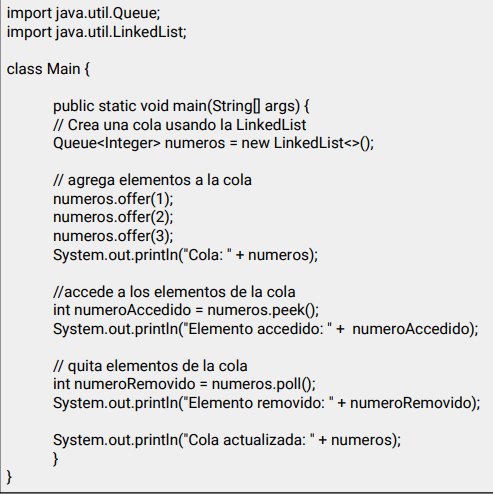 import java.util.Queue;
import java.util.LinkedList;
class Main {
public static void main(String[] args) {
// Crea una cola usando la LinkedList
Queue<Integer> numeros = new LinkedList<>();
// agrega elementos a la cola
numeros.offer(1);
numeros.offer(2);
numeros.offer(3);
System.out.println("Cola: " + numeros);
//accede a los elementos de la cola
int numeroAccedido = numeros.peek();
System.out.println("Elemento accedido: " + numeroAccedido);
// quita elementos de la cola
int numeroRemovido = numeros.poll();
System.out.println("Elemento removido: " + numeroRemovido);
System.out.println("Cola actualizada: " + numeros);
}
}